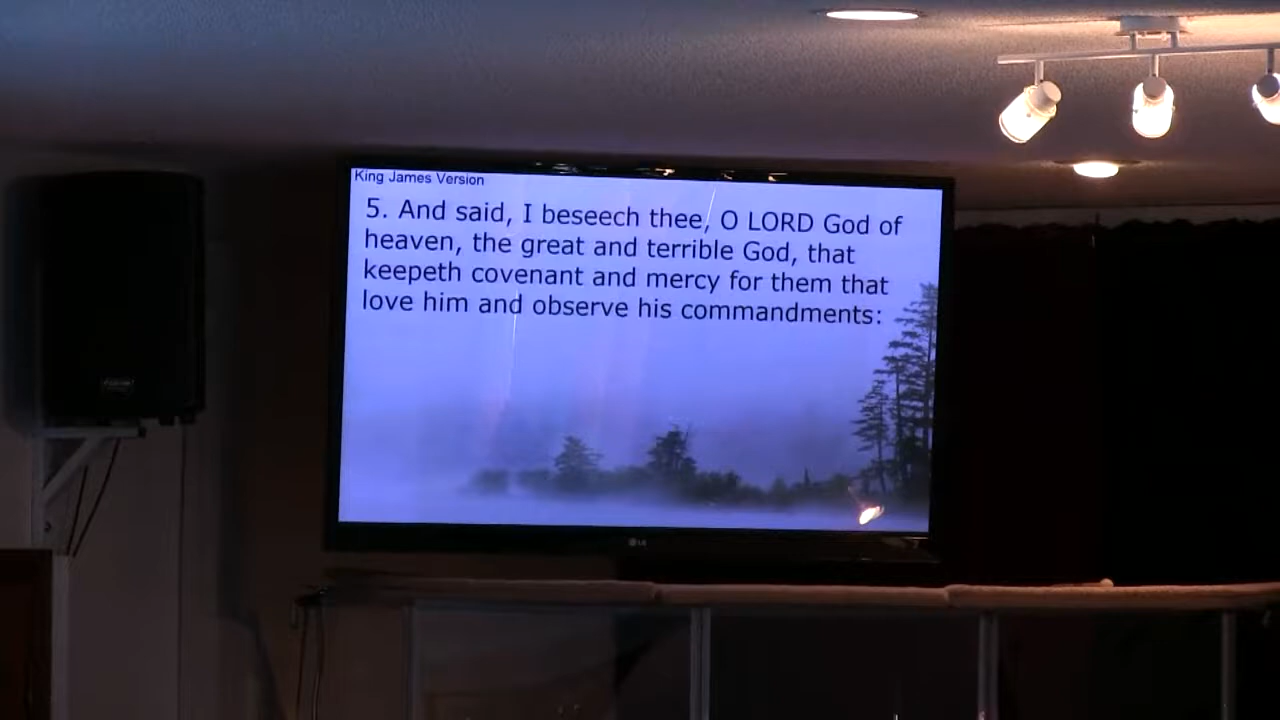 King James Version
5. And said, I beseech thee, O LORD God of
heaven, the great and terrible God, that
keepeth covenant and mercy for them that
love him and observe his commandments:
LG